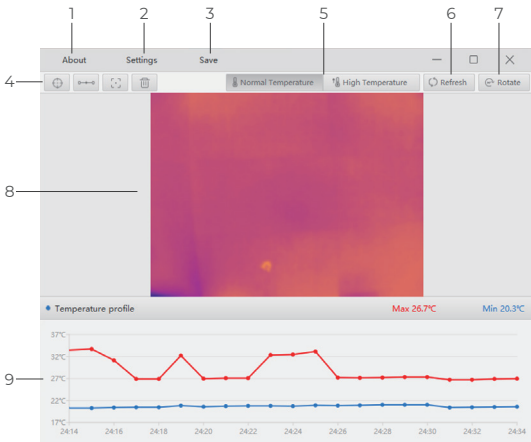 1 2 3 5 6 7
About Settings Save
4
Normal Temperature High Temperature Refresh Rotate
8
Temperature profile Max 26.7℃ Min 20.3℃
37℃
32℃
9
27℃
22℃
17℃
24:14 24:16 24:18 24:20 24:22 24:24 24:26 24:28 24:30 24:32 24:34